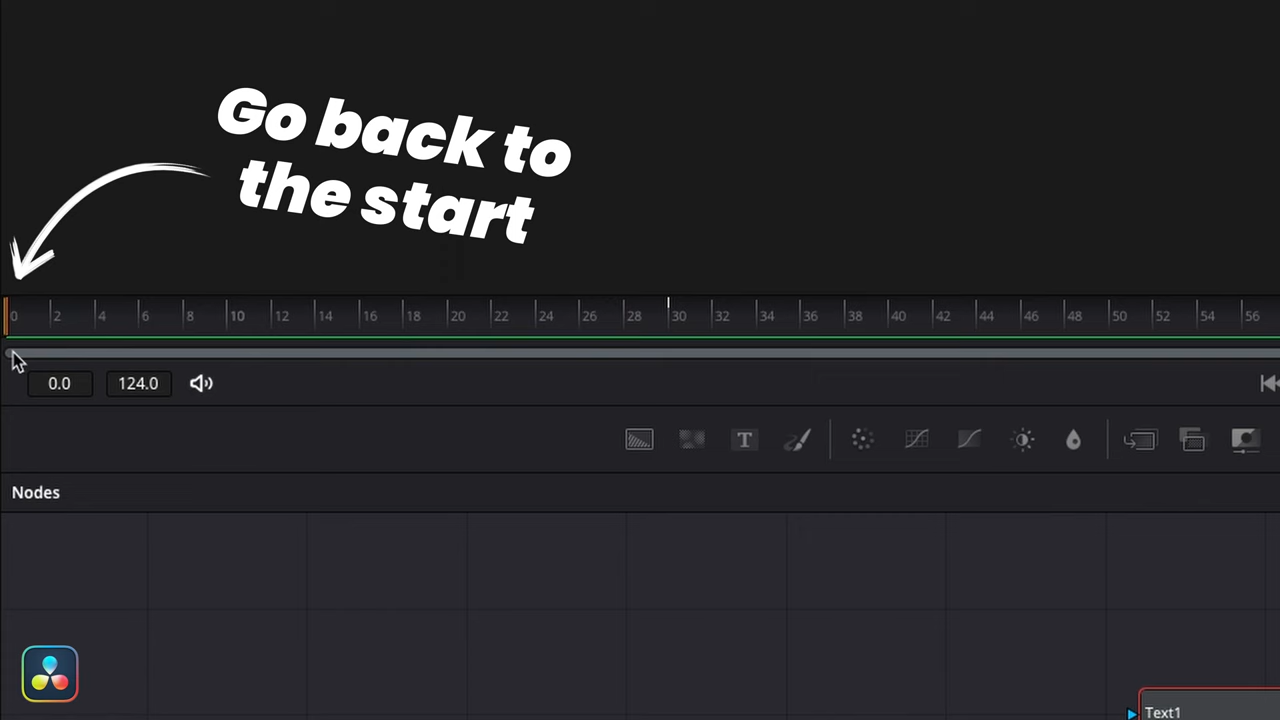 Go back to
the start
0 2 4 6 8 10 12 14 16 18 20 22 24 26 28 30 32 34 36 38 40 42 44 46 48 50 52 54 56
0.0 124.0
T
Nodes
Text1